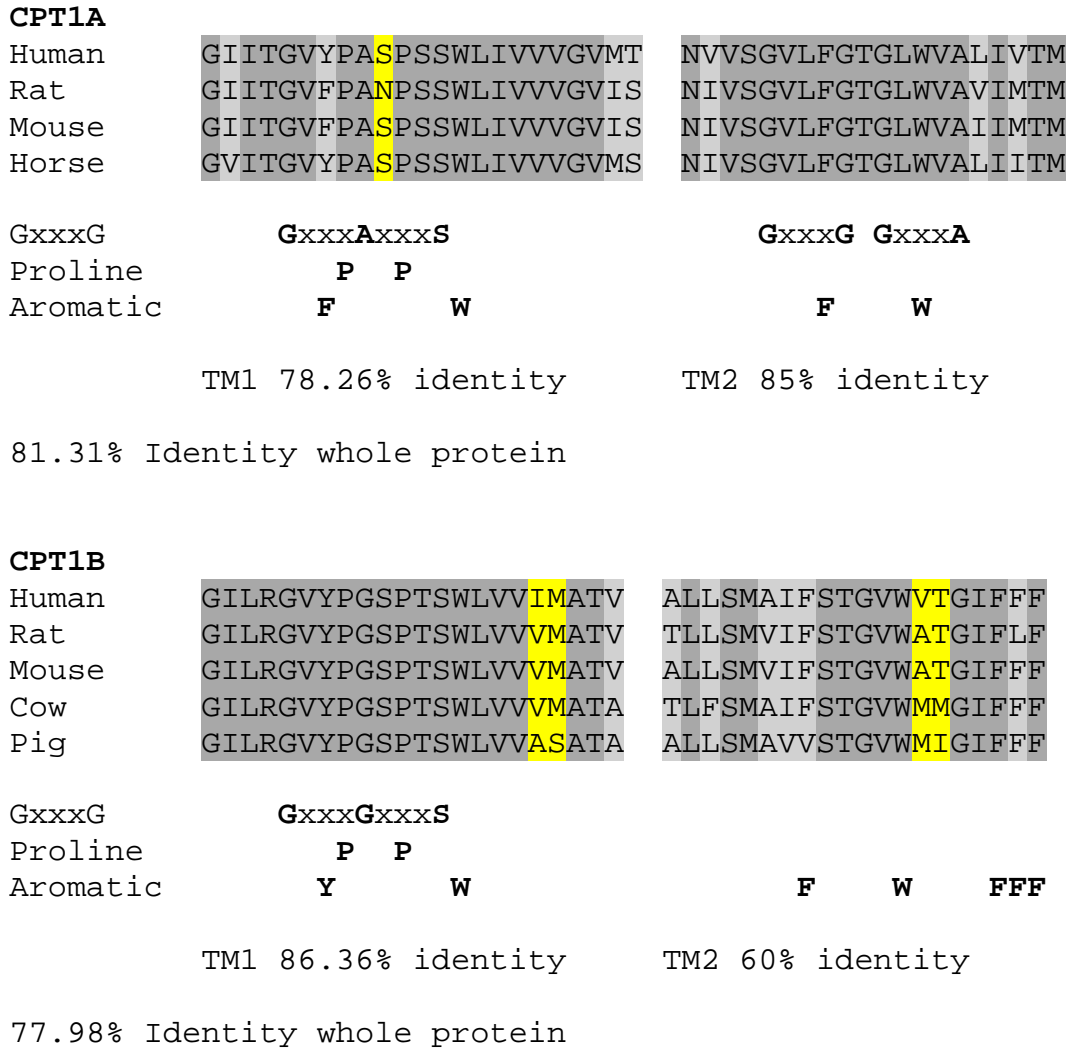 CPT1A
Human GIITGVYPASPSSWLIVVVGVMT NVVSGVLFGTGLWVALIVTM
Rat GIITGVFPANPSSWLIVVVGVIS NIVSGVLFGTGLWVAVIMTM
Mouse GIITGVFPASPSSWLIVVVGVIS NIVSGVLFGTGLWVAIIMTM
Horse GVITGVYPASPSSWLIVVVGVMS NIVSGVLFGTGLWVALIITM
GxxxG GxxxAxxxS GxxxG GxxxA
Proline P P
Aromatic F W F W
TM1 78.26% identity TM2 85% identity
81.31% Identity whole protein
CPT1B
Human GILRGVYPGSPTSWLVVIMATV ALLSMAIFSTGVWVTGIFFF
Rat GILRGVYPGSPTSWLVVVMATV TLLSMVIFSTGVWATGIFLF
Mouse GILRGVYPGSPTSWLVVVMATV ALLSMVIFSTGVWATGIFFF
Cow GILRGVYPGSPTSWLVVVMATA TLFSMAIFSTGVWMMGIFFF
Pig GILRGVYPGSPTSWLVVASATA ALLSMAVVSTGVWMIGIFFF
GxxxG GxxxGxxxS
Proline P P
Aromatic Y W F W FFF
TM1 86.36% identity TM2 60% identity
77.98% Identity whole protein